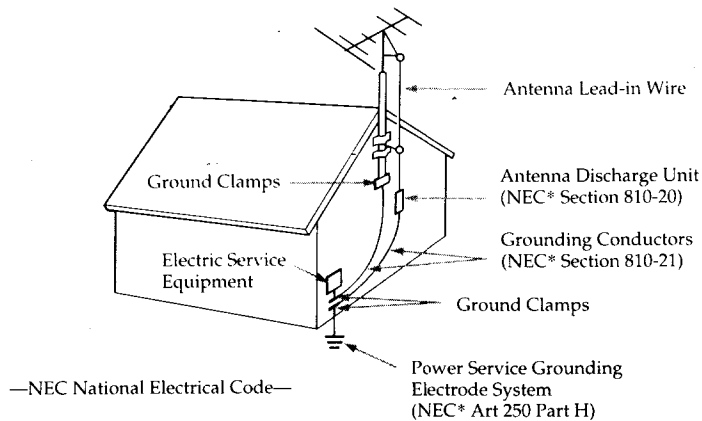 Antenna Lead-in Wire
Ground Clamps
Antenna Discharge Unit
(NEC* Section 810-20)
Electric Service
Equipment
Grounding Conductors
(NEC* Section 810-21)
Ground Clamps
Power Service Grounding
Electrode System
(NEC* Art 250 Part H)
—NEC National Electrical Code—